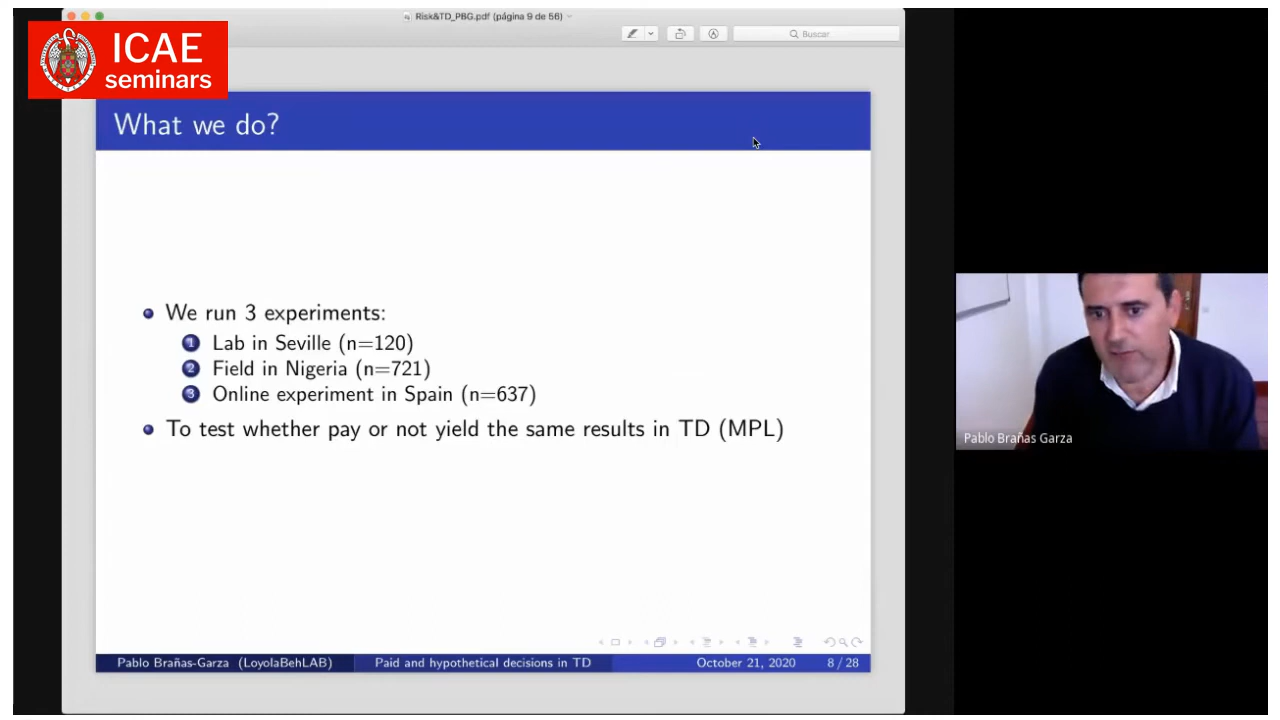 Risk&TD_PBG.pdf (página 9 de 56)
Buscar
ICAE
seminars
What we do?
We run 3 experiments:
1 Lab in Seville (n=120)
2 Field in Nigeria (n=721)
3 Online experiment in Spain (n=637)
To test whether pay or not yield the same results in TD (MPL)
Pablo Brañas Garza
Pablo Brañas-Garza (LoyolaBehLAB) Paid and hypothetical decisions in TD October 21, 2020 8 / 28